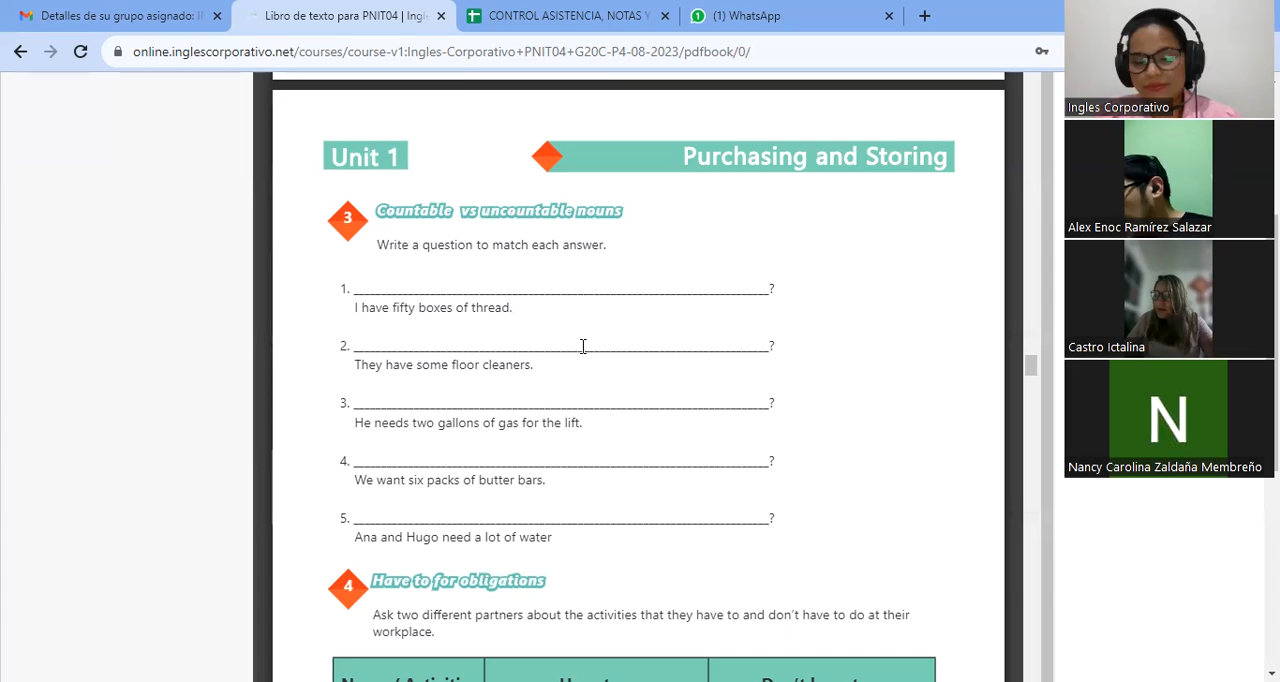 Detalles de su grupo asignado: I
Libro de texto para PNIT04 | Ingl
CONTROL ASISTENCIA, NOTAS Y
(1) WhatsApp
online.inglescorporativo.net/courses/course-v1:Ingles-Corporativo+PNIT04+G20C-P4-08-2023/pdfbook/0/
Unit 1
Purchasing and Storing
3 Countable vs uncountable nouns
Write a question to match each answer.
1. ______________________________?
I have fifty boxes of thread.
2. ______________________________?
They have some floor cleaners.
3. ______________________________?
He needs two gallons of gas for the lift.
4. ______________________________?
We want six packs of butter bars.
5. ______________________________?
Ana and Hugo need a lot of water
4 Have to for obligations
Ask two different partners about the activities that they have to and don't have to do at their
workplace.
Ingles Corporativo
Alex Enoc Ramírez Salazar
Castro Ictalina
N
Nancy Carolina Zaldaña Membreño